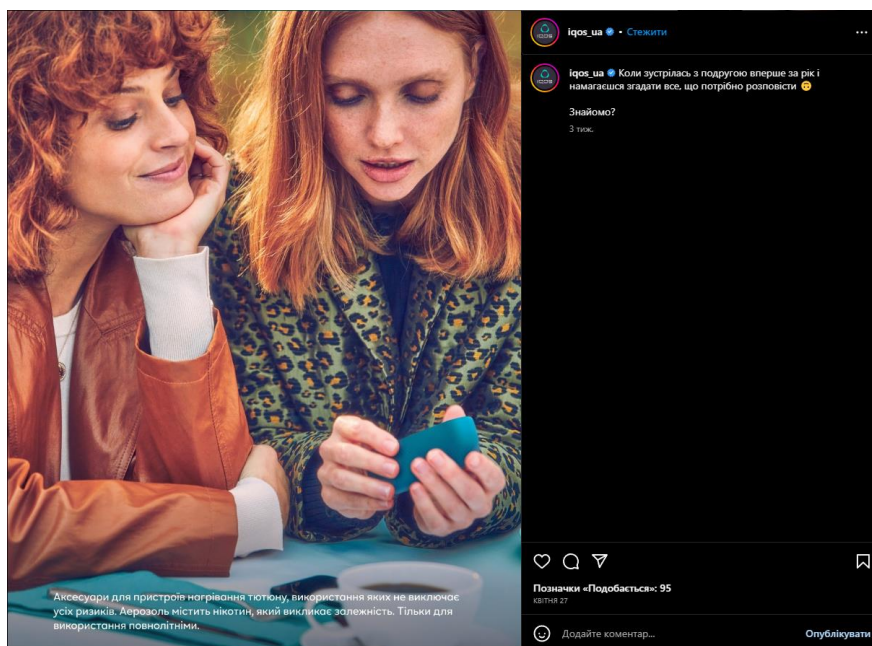 iqos_ua • Стежити
iqos_ua Коли зустрілась з подругою вперше за рік і
намагаєшся згадати все, що потрібно розповісти 🙃
Знайомо?
3 тиж.
Аксесуари для пристроїв нагрівання тютюну, використання яких не виключає
усіх ризиків. Аерозоль містить нікотин, який викликає залежність. Тільки для
використання повнолітніми.
Позначки «Подобається»: 95
КВІТНЯ 27
Додайте коментар...
Опублікувати